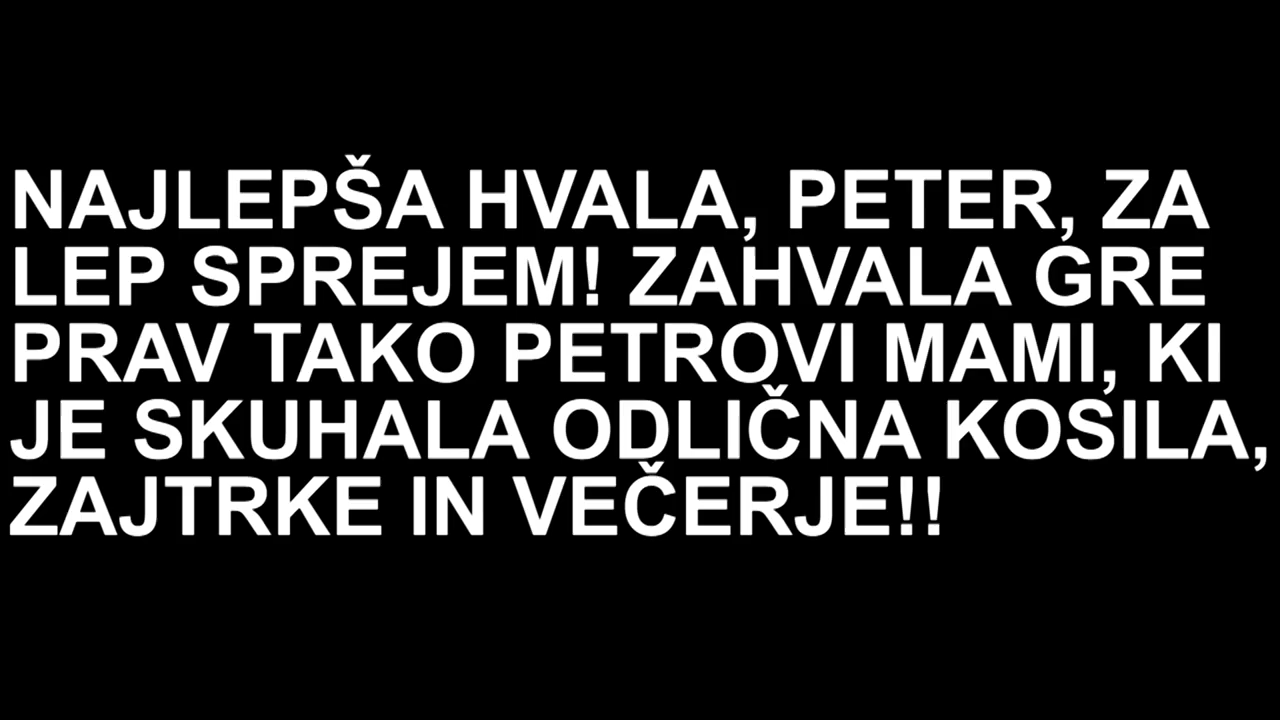 NAJLEPŠA HVALA, PETER, ZA
LEP SPREJEM! ZAHVALA GRE
PRAV TAKO PETROVI MAMI, KI
JE SKUHALA ODLIČNA KOSILA,
ZAJTRKE IN VEČERJE!!